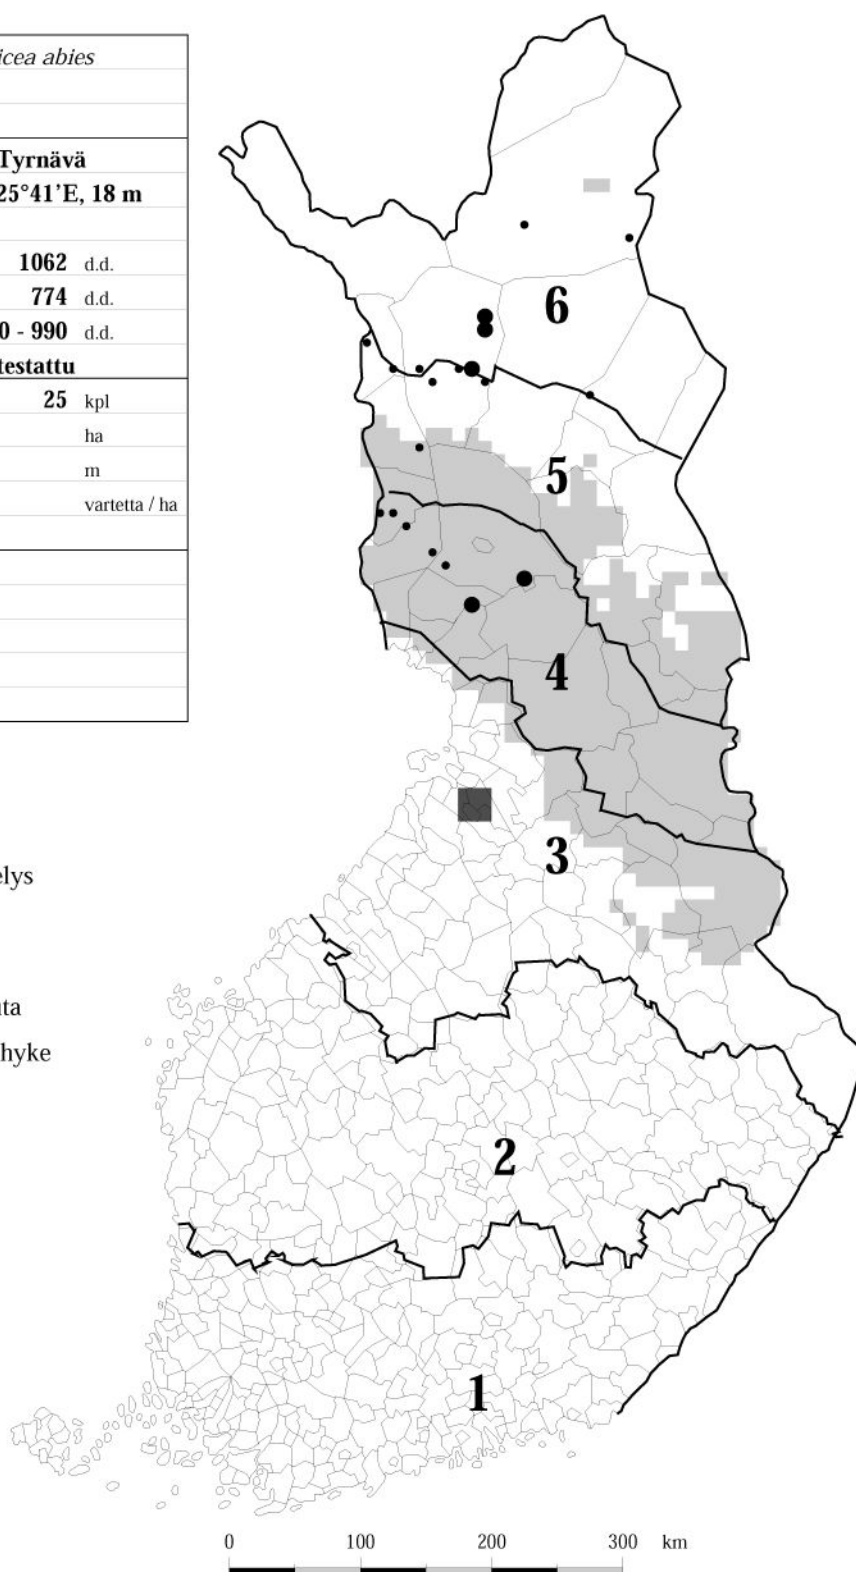 icea abies
Tyrnävä
25°41'E, 18 m
1062 d.d.
774 d.d.
0 - 990 d.d.
testattu
25 kpl
ha
m
vartetta / ha
6
5
4
3
elys
ta
hyke
2
1
0 100 200 300 km